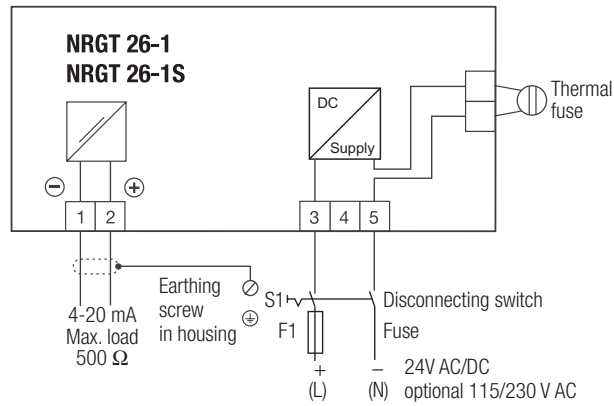 NRGT 26-1
NRGT 26-1S
DC
Supply
Thermal
fuse
⊖
⊕
1 2
3 4 5
4-20 mA
Max. load
500 Ω
Earthing
screw
in housing
S1
Disconnecting switch
F1
Fuse
+
(L)
−
(N)
24V AC/DC
optional 115/230 V AC